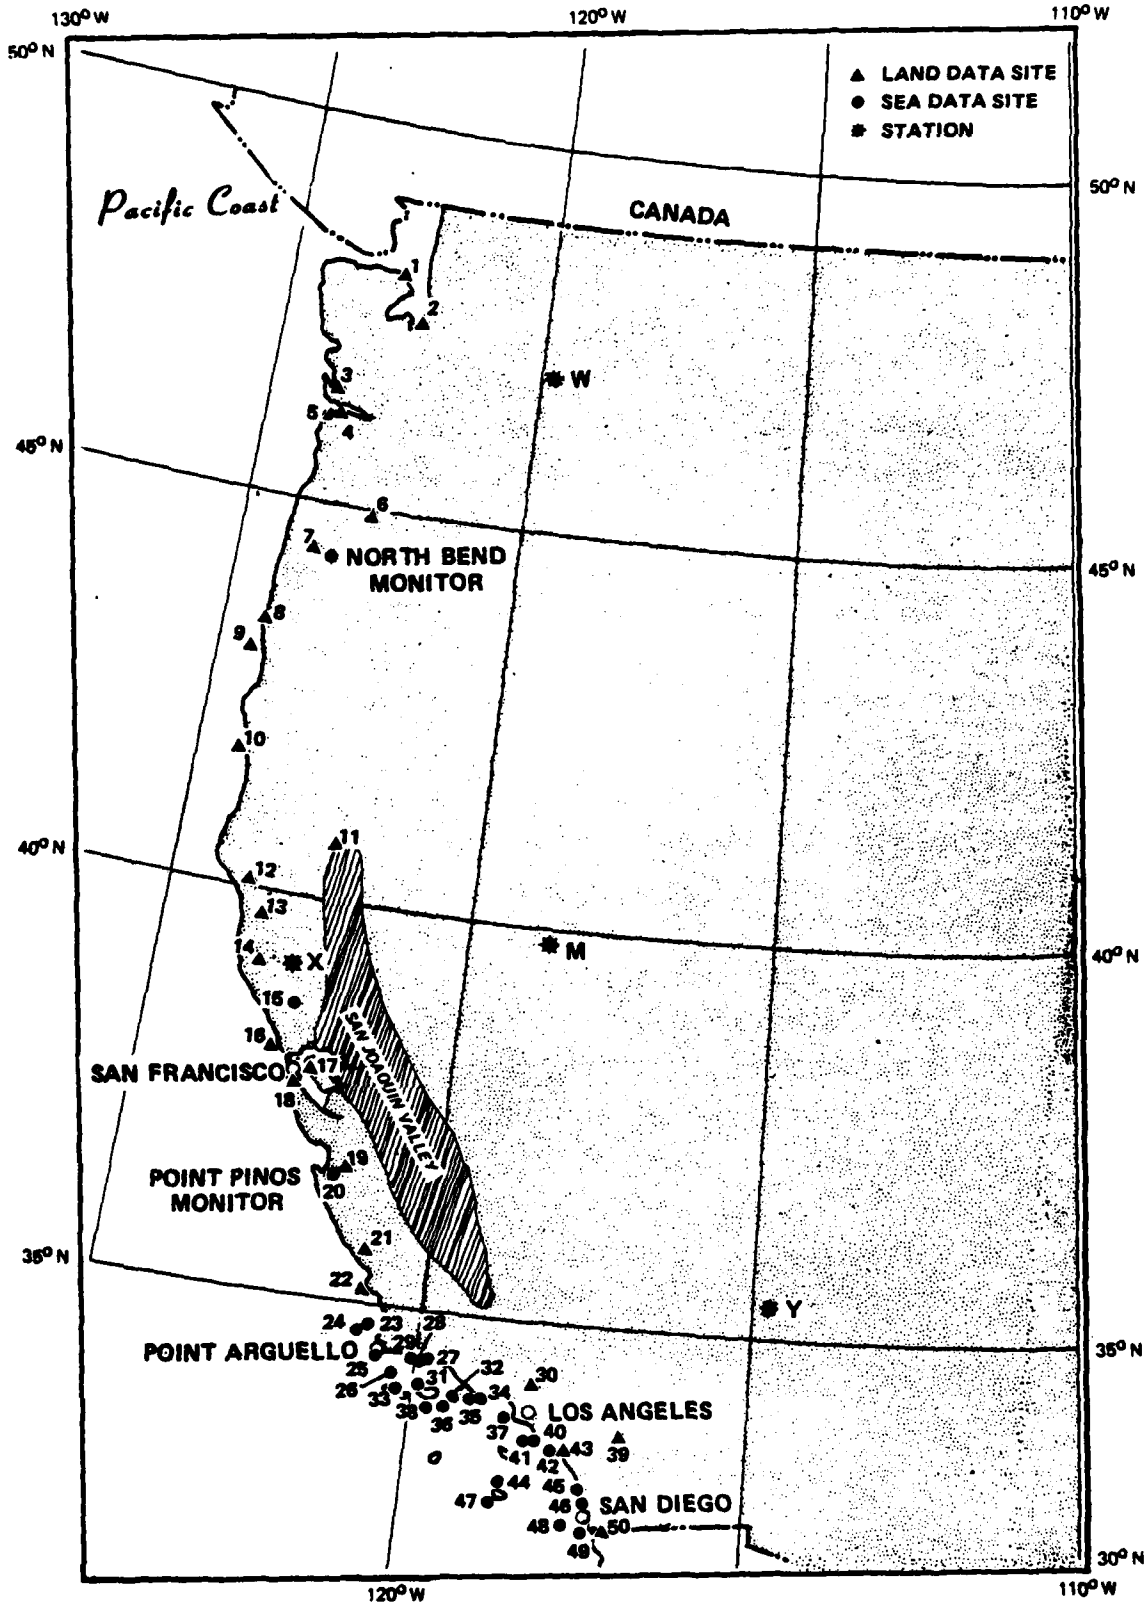 130° W
120° W
110° W
50° N
LAND DATA SITE
SEA DATA SITE
STATION
50° N
Pacific Coast
CANADA
1
2
W
3
5
4
45° N
6
7
NORTH BEND
MONITOR
45° N
8
9
10
11
40° N
12
13
14
X
M
40° N
15
16
SAN JOAQUIN VALLEY
SAN FRANCISCO
17
18
19
POINT PINOS
MONITOR
20
21
35° N
22
Y
24
23
28
POINT ARGUELLO
29
25
27
35° N
26
31
32
30
33
34
38
36
35
LOS ANGELES
37
40
41
43
39
42
44
45
47
46
SAN DIEGO
48
50
49
30° N
120° W
110° W